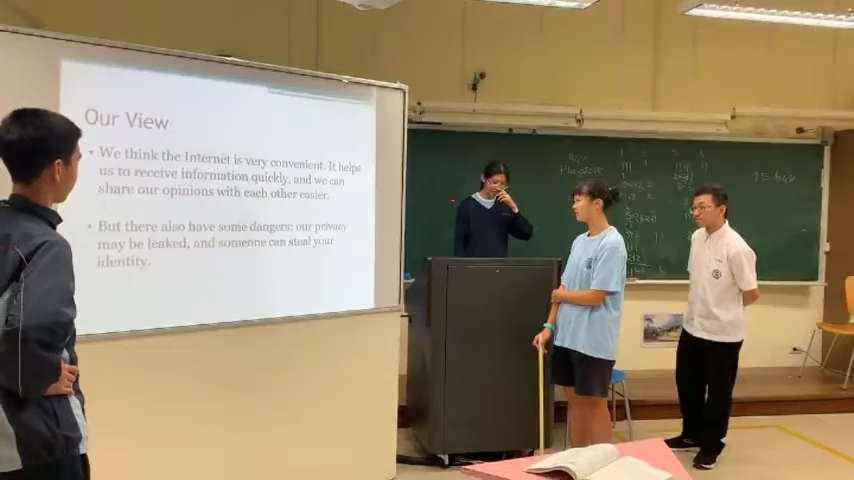 Our View
• We think the Internet is very convenient. It helps
us to receive information quickly, and we can
share our opinions with each other easier.
• But there also have some dangers: our privacy
may be leaked, and someone can steal your
identity.